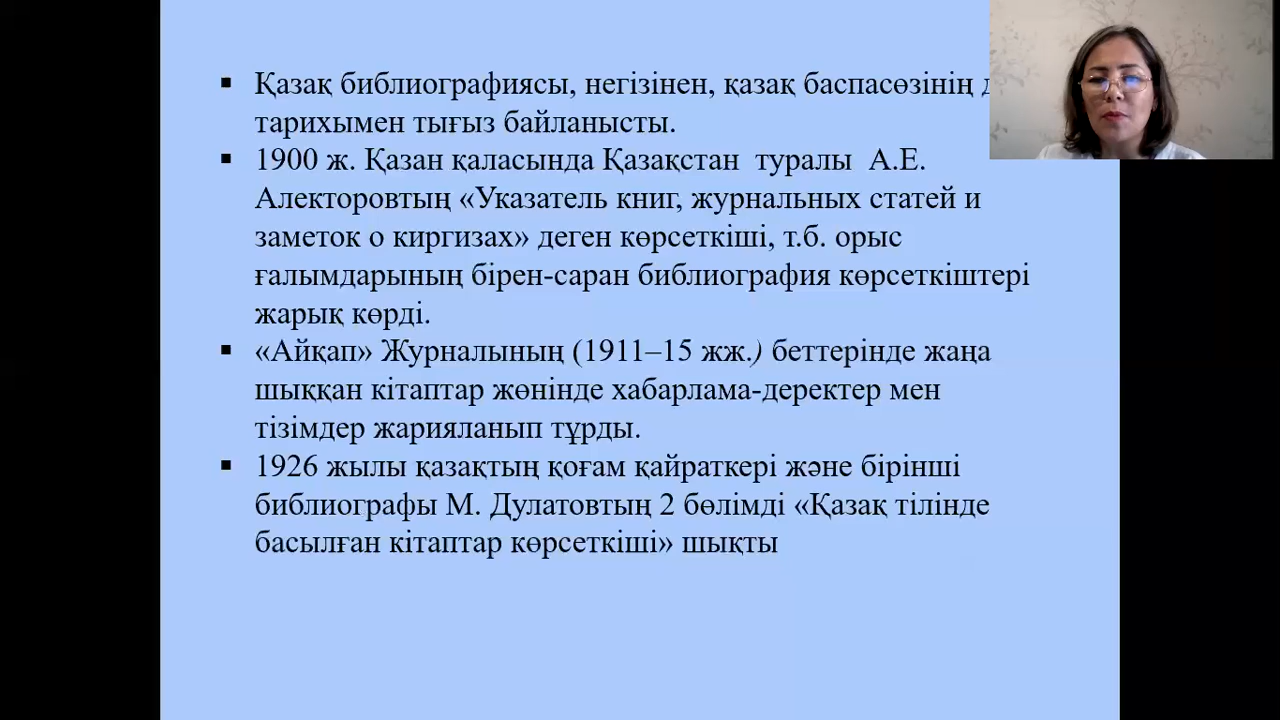 Қазақ библиографиясы, негізінен, қазақ баспасөзінің
тарихымен тығыз байланысты.
1900 ж. Қазан қаласында Қазақстан туралы А.Е.
Алекторовтың «Указатель книг, журнальных статей и
заметок о киргизах» деген көрсеткіші, т.б. орыс
ғалымдарының бірен-саран библиография көрсеткіштері
жарық көрді.
«Айқап» Журналының (1911–15 жж.) беттерінде жаңа
шыққан кітаптар жөнінде хабарлама-деректер мен
тізімдер жарияланып тұрды.
1926 жылы қазақтың қоғам қайраткері және бірінші
библиографы М. Дулатовтың 2 бөлімді «Қазақ тілінде
басылған кітаптар көрсеткіші» шықты